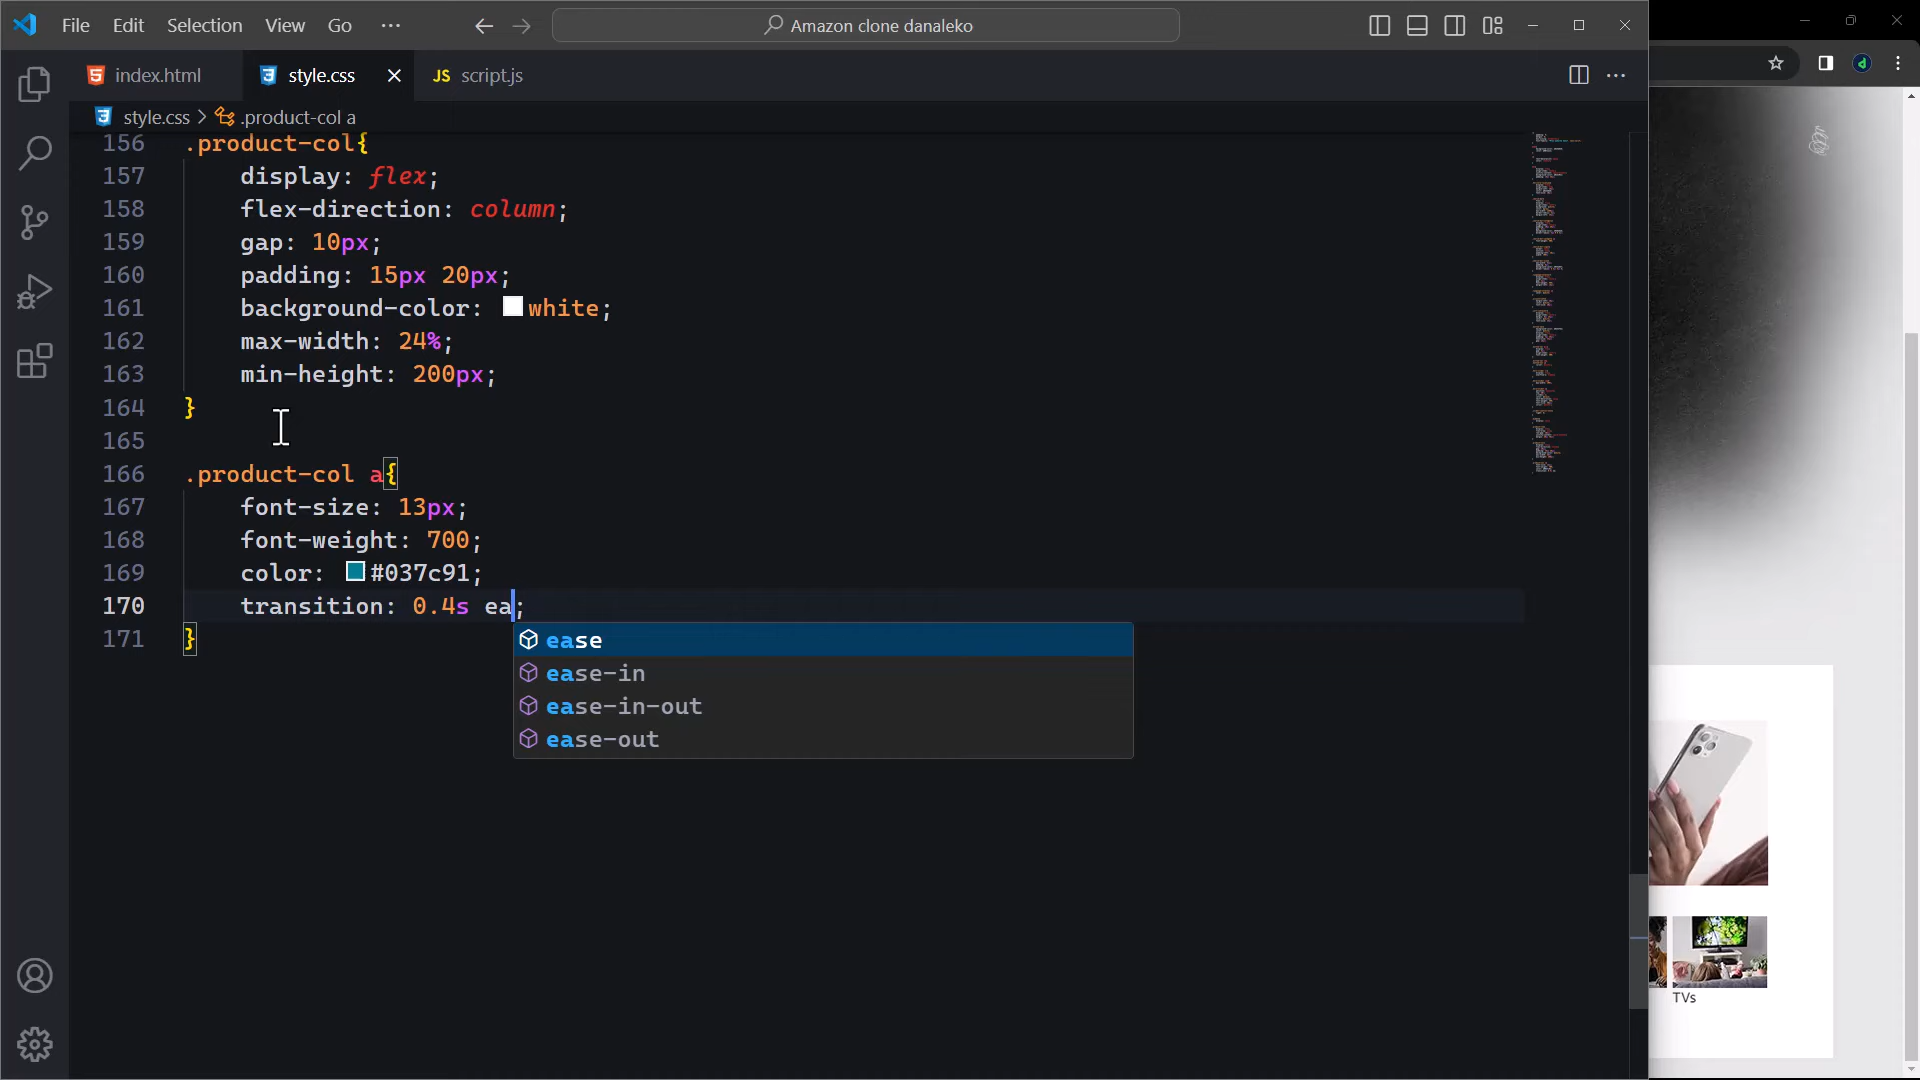 File Edit Selection View Go ··· Amazon clone danaleko
index.html style.css script.js
style.css > .product-col a
156 .product-col{
157 display: flex;
158 flex-direction: column;
159 gap: 10px;
160 padding: 15px 20px;
161 background-color: white;
162 max-width: 24%;
163 min-height: 200px;
164 }
165
166 .product-col a{
167 font-size: 13px;
168 font-weight: 700;
169 color: #037c91;
170 transition: 0.4s ea;
171 }
ease
ease-in
ease-in-out
ease-out
TVs